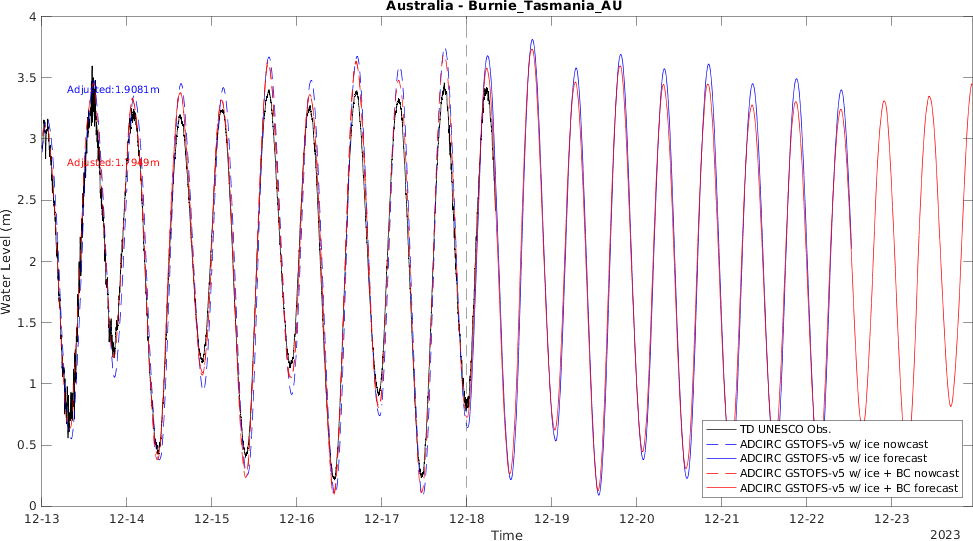 Australia - Burnie_Tasmania_AU
4
3.5
3
2.5
2
1.5
1
0.5
0
Water Level (m)
Adjusted:1.9081m
Adjusted:1.7949m
TD UNESCO Obs.
ADCIRC GSTOFS-v5 w/ ice nowcast
ADCIRC GSTOFS-v5 w/ ice forecast
ADCIRC GSTOFS-v5 w/ ice + BC nowcast
ADCIRC GSTOFS-v5 w/ ice + BC forecast
12-13 12-14 12-15 12-16 12-17 12-18 12-19 12-20 12-21 12-22 12-23
Time
2023